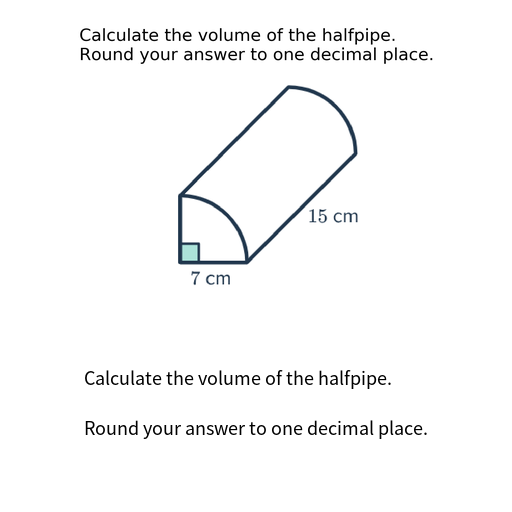 Calculate the volume of the halfpipe.
Round your answer to one decimal place.
15 cm
7 cm
Calculate the volume of the halfpipe.
Round your answer to one decimal place.